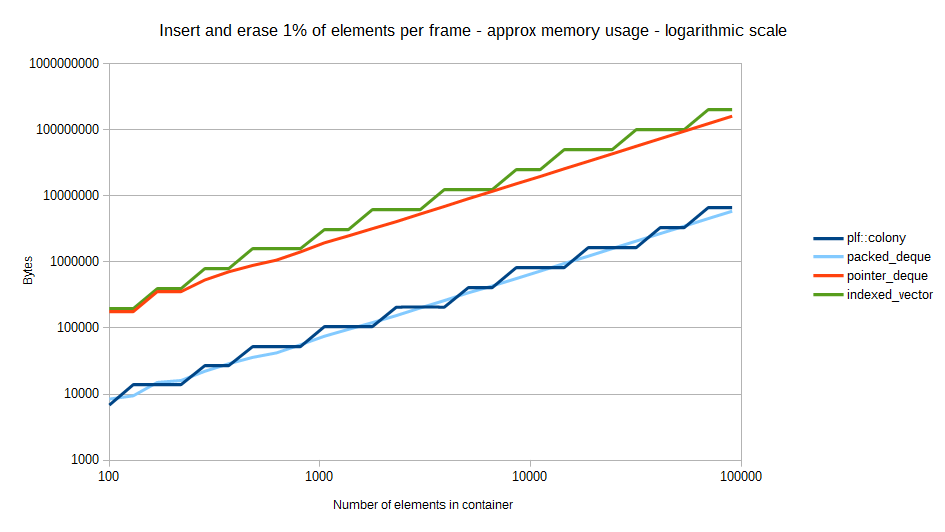 Insert and erase 1% of elements per frame - approx memory usage - logarithmic scale
1000000000
100000000
10000000
1000000
100000
10000
1000
Bytes
100
1000
10000
100000
Number of elements in container
plf::colony
packed_deque
pointer_deque
indexed_vector